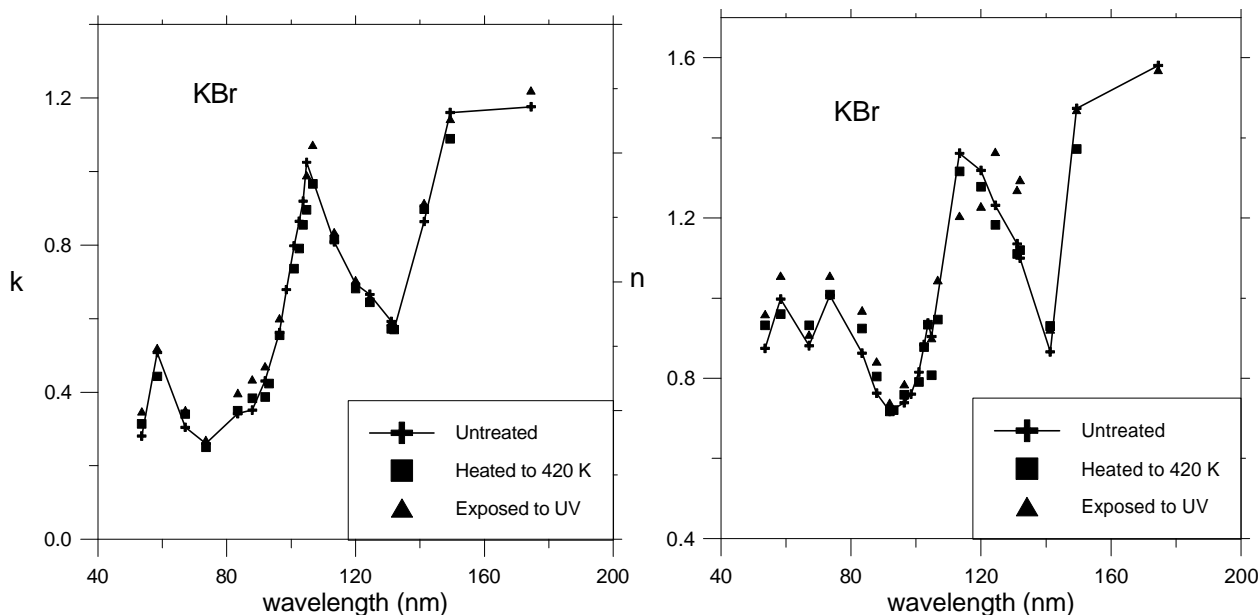 KBr
k
1.2
0.8
0.4
0.0
40
80
120
160
200
wavelength (nm)
Untreated
Heated to 420 K
Exposed to UV
KBr
n
1.6
1.2
0.8
0.4
40
80
120
160
200
wavelength (nm)
Untreated
Heated to 420 K
Exposed to UV